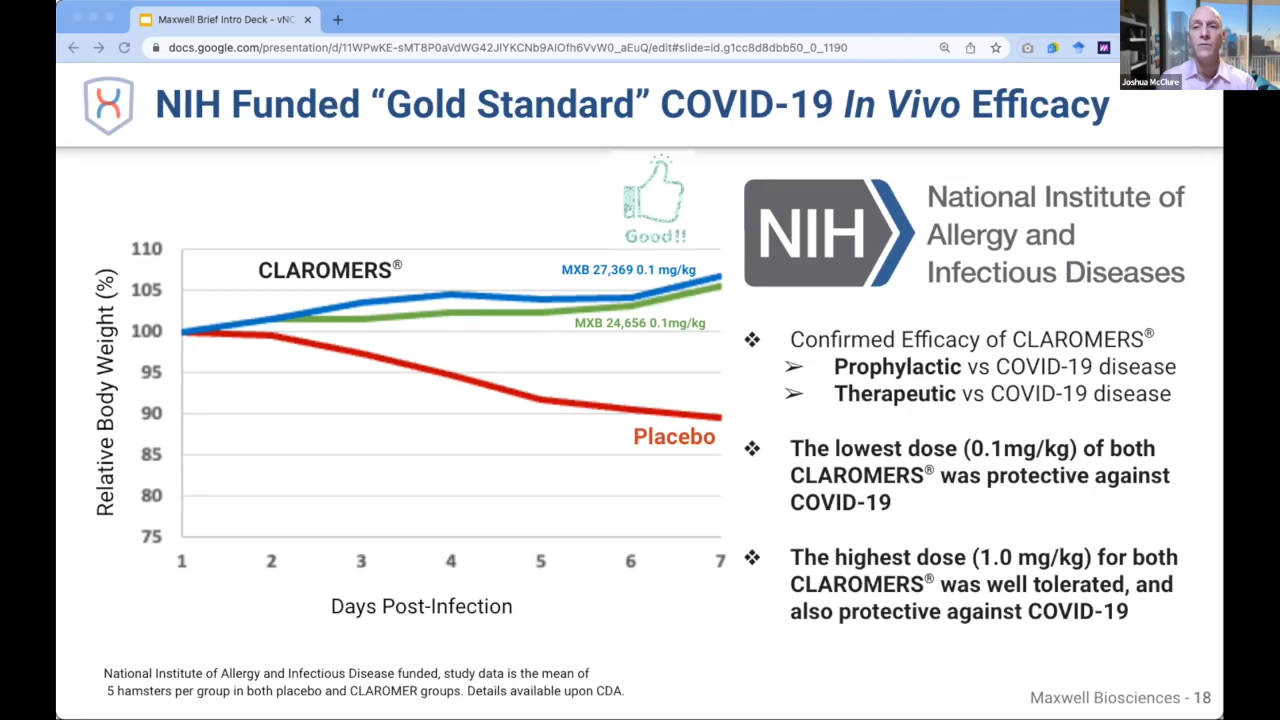 Maxwell Brief Intro Deck - vNC
docs.google.com/presentation/d/11WPwKE-sMT8P0aVdWG42JIYKCNb9AiOfh6VvW0_aEuQ/edit#slide=id.g1cc8d8dbb50_0_1190
Joshua McClure
NIH Funded “Gold Standard” COVID-19 In Vivo Efficacy
Good!!
CLAROMERS®
MXB 27,369 0.1 mg/kg
MXB 24,656 0.1mg/kg
Placebo
Relative Body Weight (%)
110
105
100
95
90
85
80
75
1 2 3 4 5 6 7
Days Post-Infection
NIH
National Institute of
Allergy and
Infectious Diseases
❖ Confirmed Efficacy of CLAROMERS®
➢ Prophylactic vs COVID-19 disease
➢ Therapeutic vs COVID-19 disease
❖ The lowest dose (0.1mg/kg) of both
CLAROMERS® was protective against
COVID-19
❖ The highest dose (1.0 mg/kg) for both
CLAROMERS® was well tolerated, and
also protective against COVID-19
National Institute of Allergy and Infectious Disease funded, study data is the mean of
5 hamsters per group in both placebo and CLAROMER groups. Details available upon CDA.
Maxwell Biosciences - 18